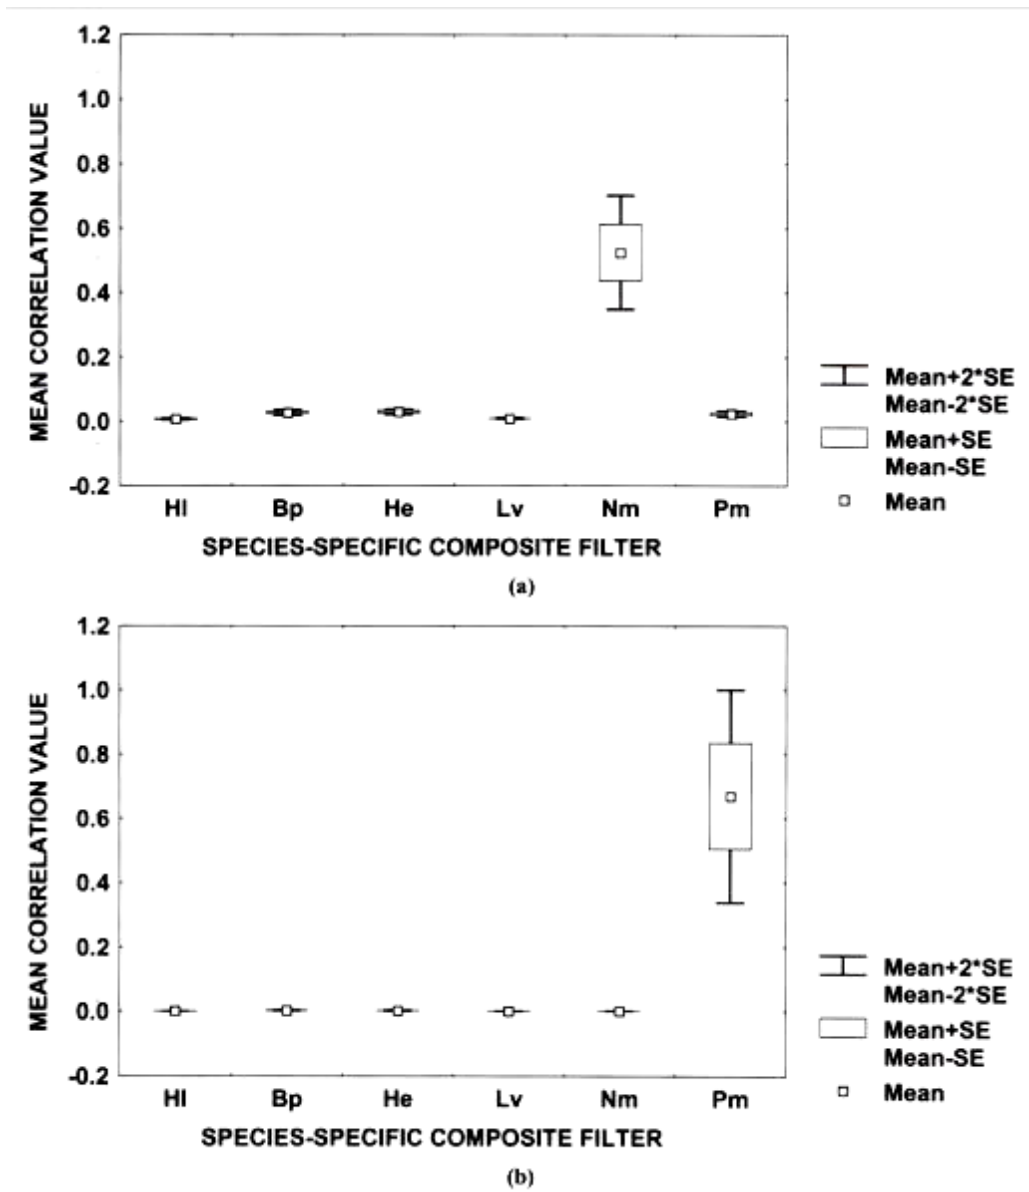 1.2
1.0
0.8
0.6
0.4
0.2
0.0
-0.2
MEAN CORRELATION VALUE
Hl Bp He Lv Nm Pm
SPECIES-SPECIFIC COMPOSITE FILTER
Mean+2*SE
Mean-2*SE
Mean+SE
Mean-SE
Mean
(a)
1.2
1.0
0.8
0.6
0.4
0.2
0.0
-0.2
MEAN CORRELATION VALUE
Hl Bp He Lv Nm Pm
SPECIES-SPECIFIC COMPOSITE FILTER
Mean+2*SE
Mean-2*SE
Mean+SE
Mean-SE
Mean
(b)